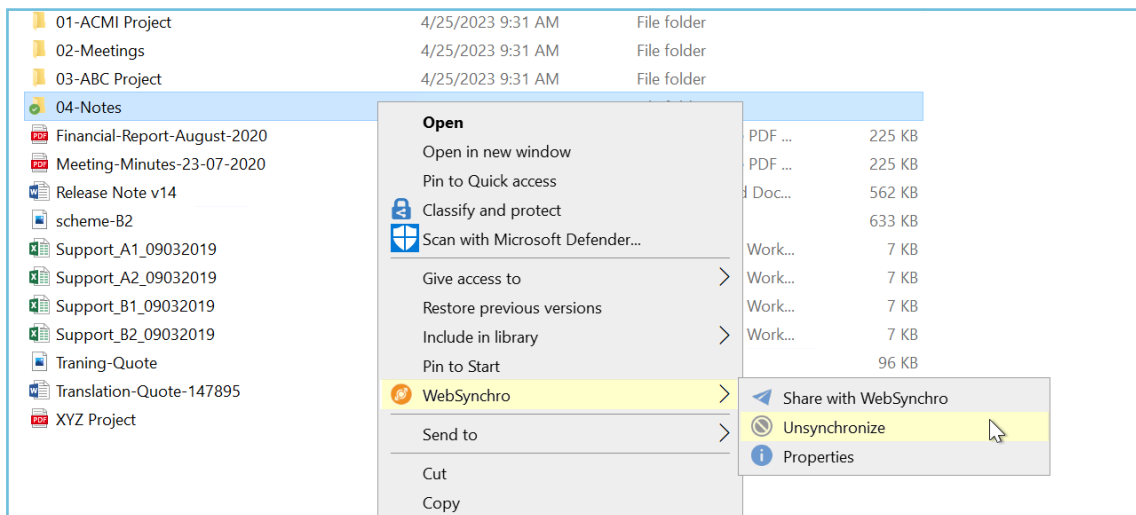 01-ACMI Project 4/25/2023 9:31 AM File folder
02-Meetings 4/25/2023 9:31 AM File folder
03-ABC Project 4/25/2023 9:31 AM File folder
04-Notes
Open
Financial-Report-August-2020 PDF ... 225 KB
Open in new window
Meeting-Minutes-23-07-2020 PDF ... 225 KB
Pin to Quick access
Release Note v14 Doc... 562 KB
Classify and protect
scheme-B2 633 KB
Scan with Microsoft Defender...
Support_A1_09032019 Work... 7 KB
Support_A2_09032019 Give access to Work... 7 KB
Support_B1_09032019 Restore previous versions Work... 7 KB
Support_B2_09032019 Include in library Work... 7 KB
Traning-Quote Pin to Start 96 KB
Translation-Quote-147895 WebSynchro Share with WebSynchro
XYZ Project
Send to Unsynchronize
Properties
Cut
Copy